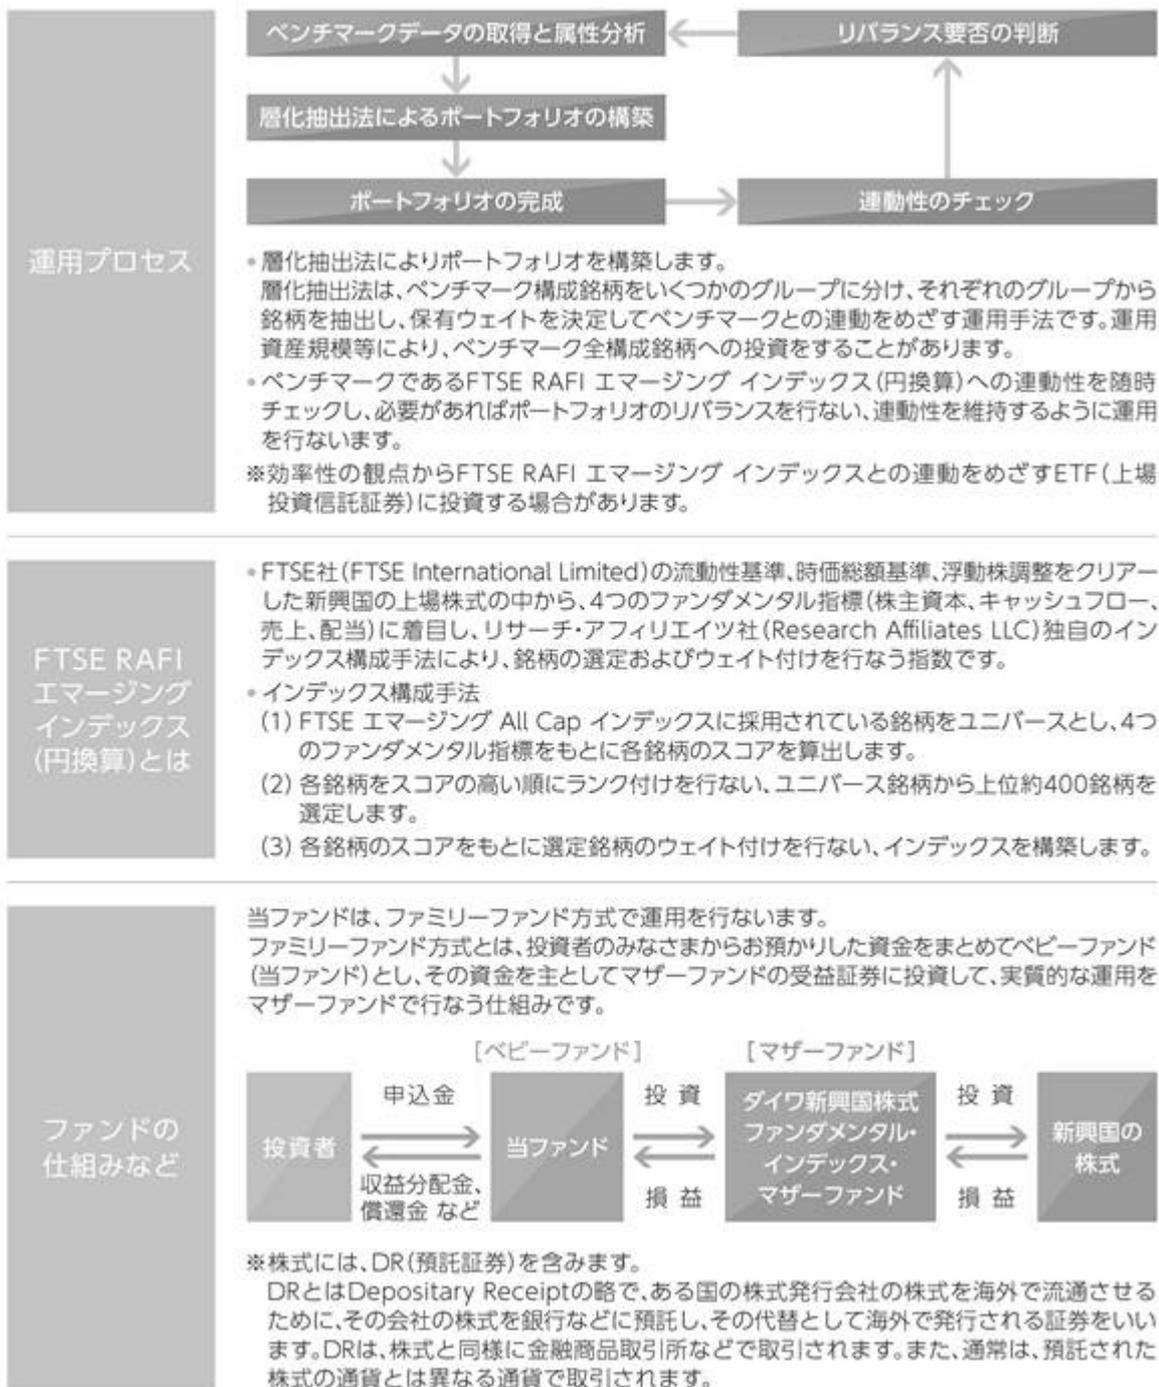 運用プロセス
ベンチマークデータの取得と属性分析
リバランス要否の判断
層化抽出法によるポートフォリオの構築
ポートフォリオの完成
連動性のチェック
•層化抽出法によりポートフォリオを構築します。
層化抽出法は、ベンチマーク構成銘柄をいくつかのグループに分け、それぞれのグループから
銘柄を抽出し、保有ウェイトを決定してベンチマークとの連動をめざす運用手法です。運用
資産規模等により、ベンチマーク全構成銘柄への投資をすることがあります。
•ベンチマークであるFTSE RAFI エマージング インデックス(円換算)への連動性を随時
チェックし、必要があればポートフォリオのリバランスを行ない、連動性を維持するように運用
を行ないます。
※効率性の観点からFTSE RAFI エマージング インデックスとの連動をめざすETF(上場
投資信託証券)に投資する場合があります。
FTSE RAFI
エマージング
インデックス
(円換算)とは
•FTSE社(FTSE International Limited)の流動性基準、時価総額基準、浮動株調整をクリアー
した新興国の上場株式の中から、4つのファンダメンタル指標(株主資本、キャッシュフロー、
売上、配当)に着目し、リサーチ・アフィリエイツ社(Research Affiliates LLC)独自のイン
デックス構成手法により、銘柄の選定およびウェイト付けを行なう指数です。
•インデックス構成手法
(1) FTSE エマージング All Cap インデックスに採用されている銘柄をユニバースとし、4つ
のファンダメンタル指標をもとに各銘柄のスコアを算出します。
(2) 各銘柄をスコアの高い順にランク付けを行ない、ユニバース銘柄から上位約400銘柄を
選定します。
(3) 各銘柄のスコアをもとに選定銘柄のウェイト付けを行ない、インデックスを構築します。
ファンドの
仕組みなど
当ファンドは、ファミリーファンド方式で運用を行ないます。
ファミリーファンド方式とは、投資者のみなさまからお預かりした資金をまとめてベビーファンド
(当ファンド)とし、その資金を主としてマザーファンドの受益証券に投資して、実質的な運用を
マザーファンドで行なう仕組みです。
[ベビーファンド]
[マザーファンド]
投資者
申込金
収益分配金、
償還金 など
当ファンド
投資
損益
ダイワ新興国株式
ファンダメンタル・
インデックス・
マザーファンド
投資
損益
新興国の
株式
※株式には、DR(預託証券)を含みます。
DRとはDepositary Receiptの略で、ある国の株式発行会社の株式を海外で流通させる
ために、その会社の株式を銀行などに預託し、その代替として海外で発行される証券をいい
ます。DRは、株式と同様に金融商品取引所などで取引されます。また、通常は、預託された
株式の通貨とは異なる通貨で取引されます。